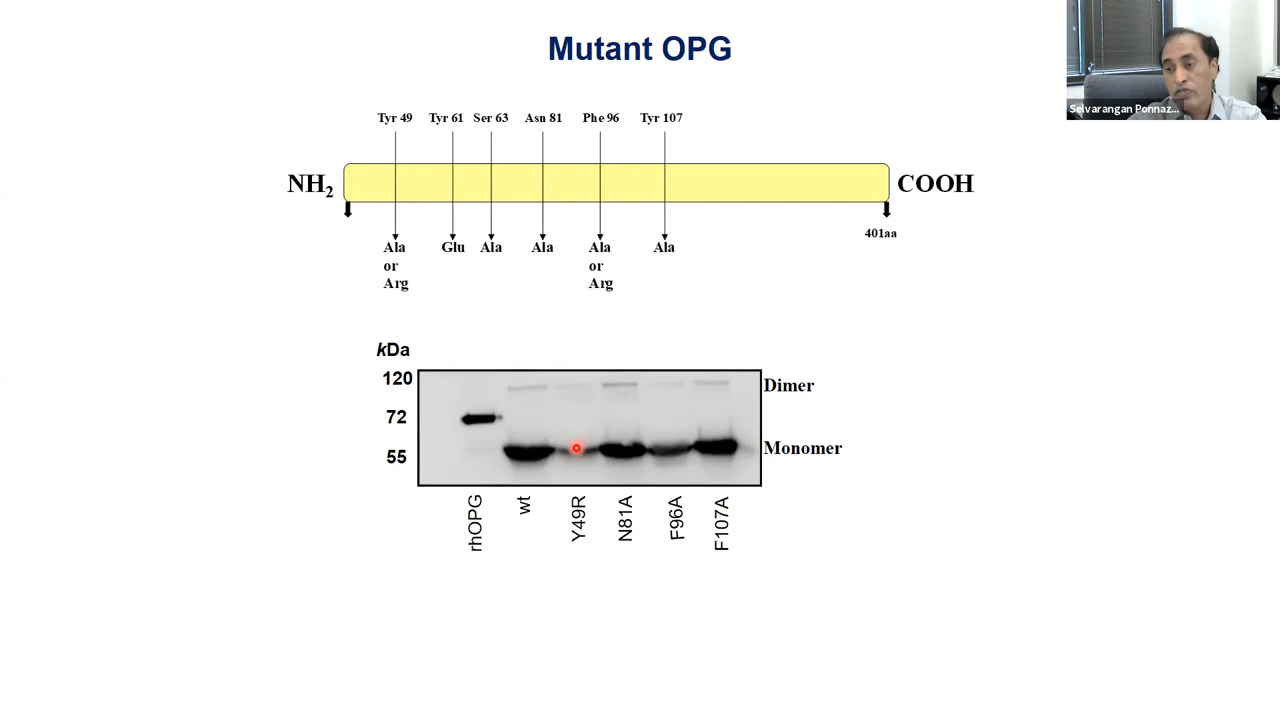 Mutant OPG
Selvarangan Ponnaz...
Tyr 49 Tyr 61 Ser 63 Asn 81 Phe 96 Tyr 107
NH2 COOH
401aa
Ala Glu Ala Ala Ala Ala
or or
Arg Arg
kDa
120 Dimer
72
55 Monomer
rhOPG wt Y49R N81A F96A F107A